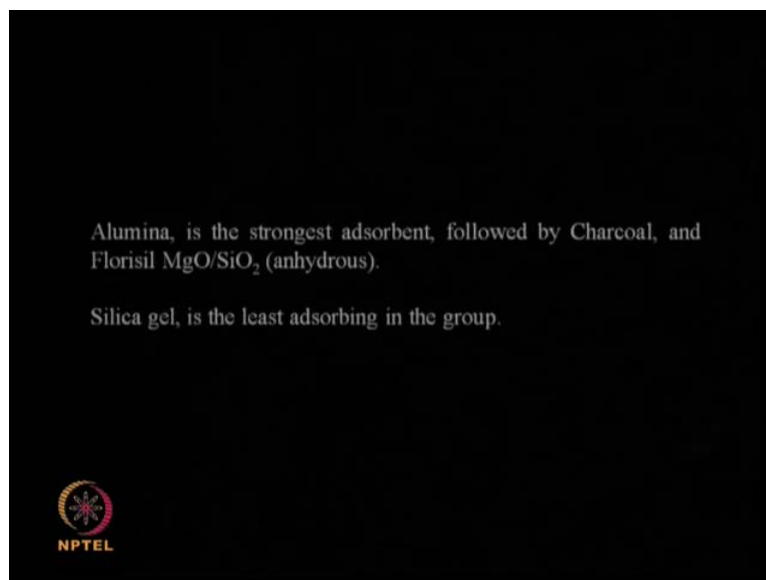 Alumina, is the strongest adsorbent, followed by Charcoal, and
Florisil MgO/SiO₂ (anhydrous).
Silica gel, is the least adsorbing in the group.
NPTEL